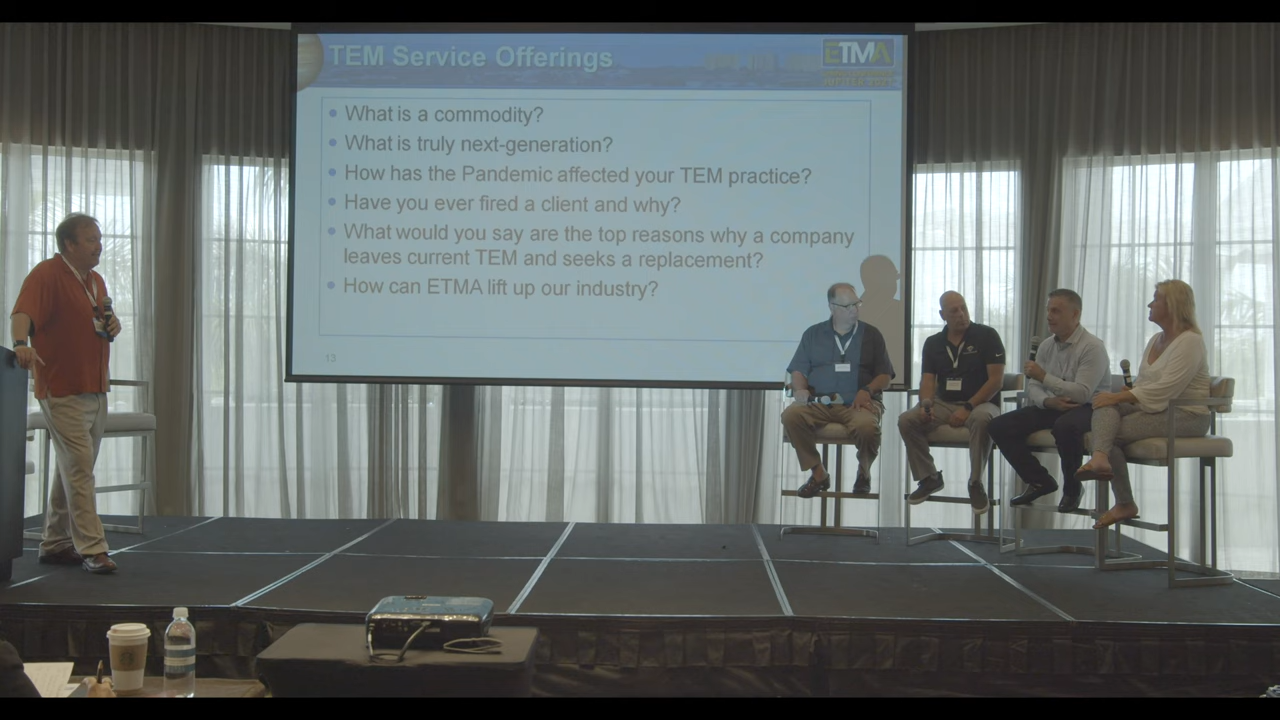 TEM Service Offerings
ETMA
• What is a commodity?
• What is truly next-generation?
• How has the Pandemic affected your TEM practice?
• Have you ever fired a client and why?
• What would you say are the top reasons why a company
leaves current TEM and seeks a replacement?
• How can ETMA lift up our industry?
13